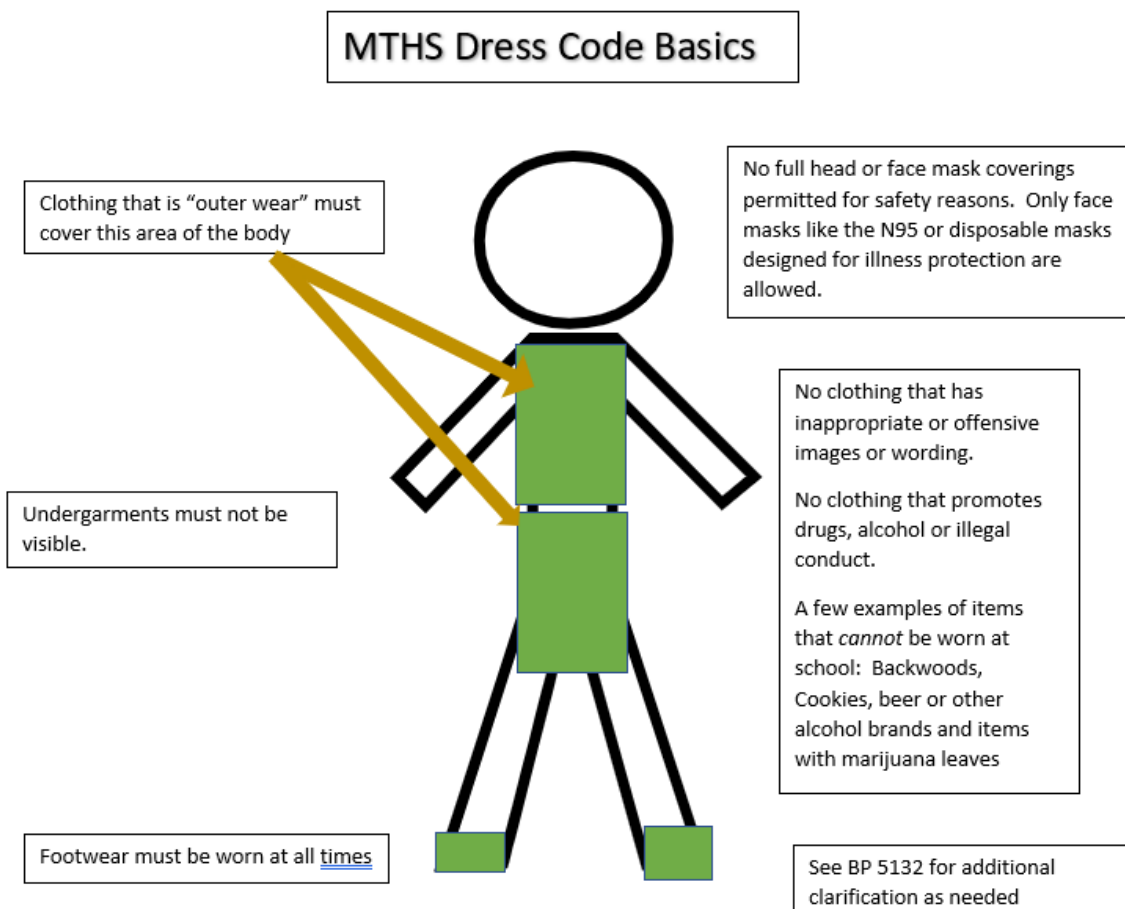 MTHS Dress Code Basics
Clothing that is “outer wear” must
cover this area of the body
No full head or face mask coverings
permitted for safety reasons.  Only face
masks like the N95 or disposable masks
designed for illness protection are
allowed.
Undergarments must not be
visible.
No clothing that has
inappropriate or offensive
images or wording.
No clothing that promotes
drugs, alcohol or illegal
conduct.
A few examples of items
that cannot be worn at
school:  Backwoods,
Cookies, beer or other
alcohol brands and items
with marijuana leaves
Footwear must be worn at all times
See BP 5132 for additional
clarification as needed